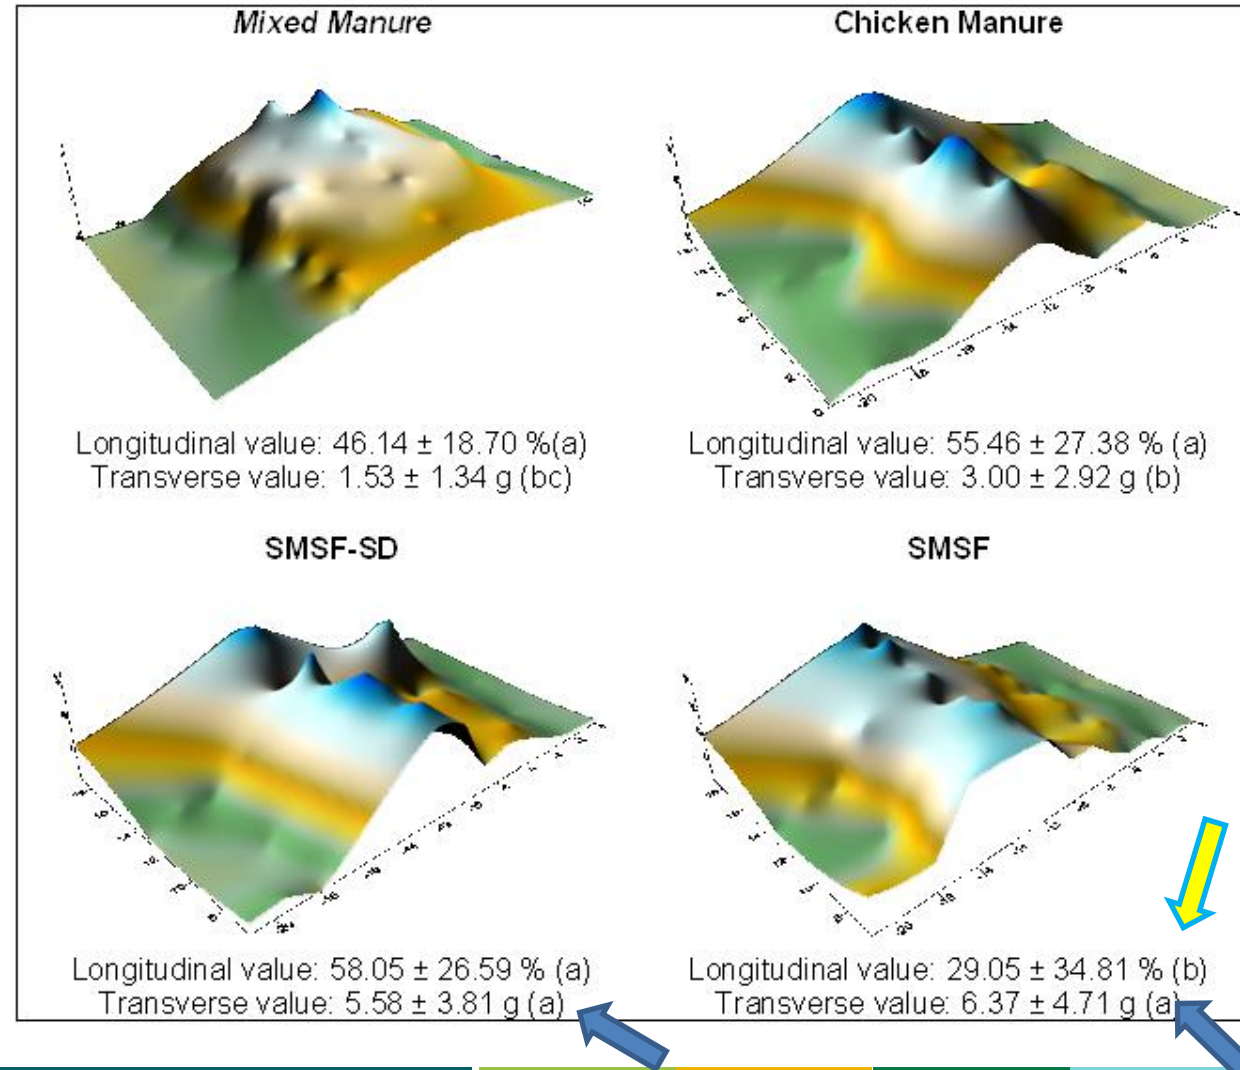 Mixed Manure
Chicken Manure
Longitudinal value: 46.14 ± 18.70 %(a)
Transverse value: 1.53 ± 1.34 g (bc)
Longitudinal value: 55.46 ± 27.38 % (a)
Transverse value: 3.00 ± 2.92 g (b)
SMSF-SD
SMSF
Longitudinal value: 58.05 ± 26.59 % (a)
Transverse value: 5.58 ± 3.81 g (a)
Longitudinal value: 29.05 ± 34.81 % (b)
Transverse value: 6.37 ± 4.71 g (a)